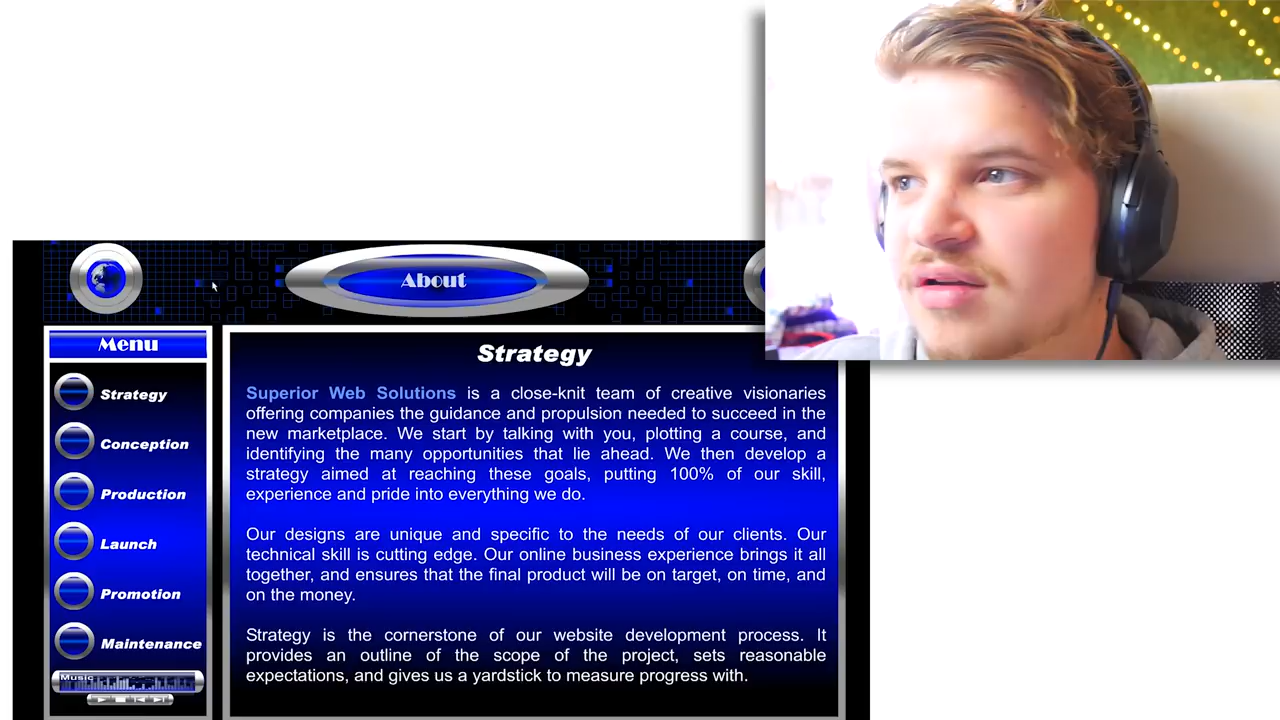 About
Menu
Strategy
Conception
Production
Launch
Promotion
Maintenance
Music
Strategy
Superior Web Solutions is a close-knit team of creative visionaries
offering companies the guidance and propulsion needed to succeed in the
new marketplace. We start by talking with you, plotting a course, and
identifying the many opportunities that lie ahead. We then develop a
strategy aimed at reaching these goals, putting 100% of our skill,
experience and pride into everything we do.
Our designs are unique and specific to the needs of our clients. Our
technical skill is cutting edge. Our online business experience brings it all
together, and ensures that the final product will be on target, on time, and
on the money.
Strategy is the cornerstone of our website development process. It
provides an outline of the scope of the project, sets reasonable
expectations, and gives us a yardstick to measure progress with.